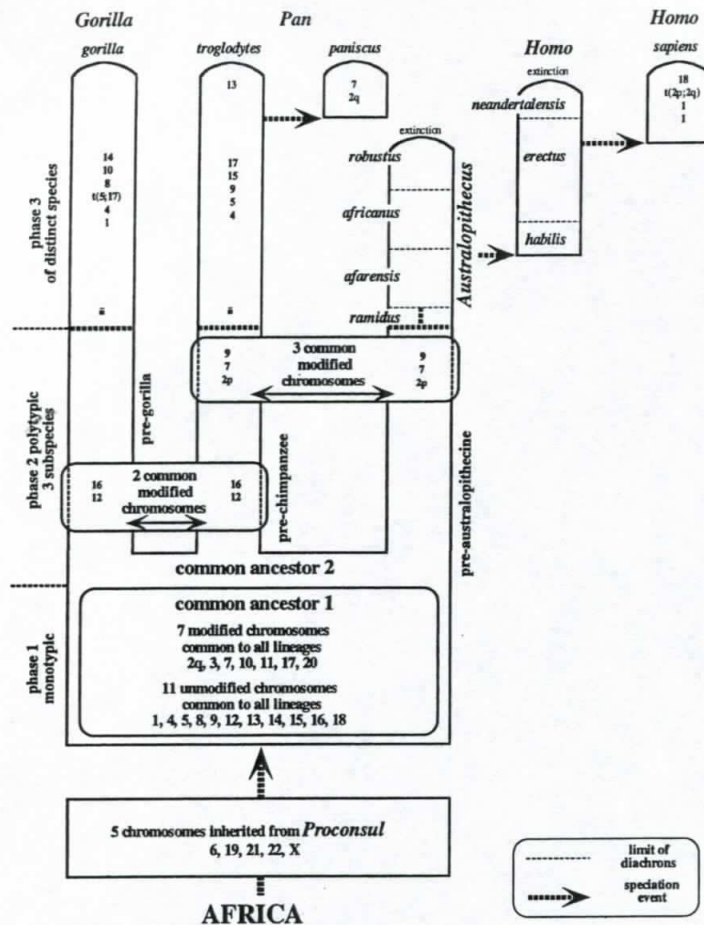 Gorilla
Pan
Homo
gorilla
troglodytes
paniscus
Homo
sapiens
13
7
2q
extinction
neandertalensis
18
t(2p;2q)
1
1
extinction
14
10
8
t(5;17)
4
1
17
15
9
5
4
robustus
erectus
africanus
Australopithecus
habilis
afarensis
ramidus
phase 3
of distinct species
9
7
2p
3 common
modified
chromosomes
9
7
2p
pre-gorilla
phase 2 polytypic
3 subspecies
16
12
2 common
modified
chromosomes
16
12
pre-chimpanzee
pre-australopithecine
common ancestor 2
common ancestor 1
7 modified chromosomes
common to all lineages
2q, 3, 7, 10, 11, 17, 20
11 unmodified chromosomes
common to all lineages
1, 4, 5, 8, 9, 12, 13, 14, 15, 16, 18
phase 1
monotypic
5 chromosomes inherited from Proconsul
6, 19, 21, 22, X
AFRICA
limit of
diachrons
speciation
event